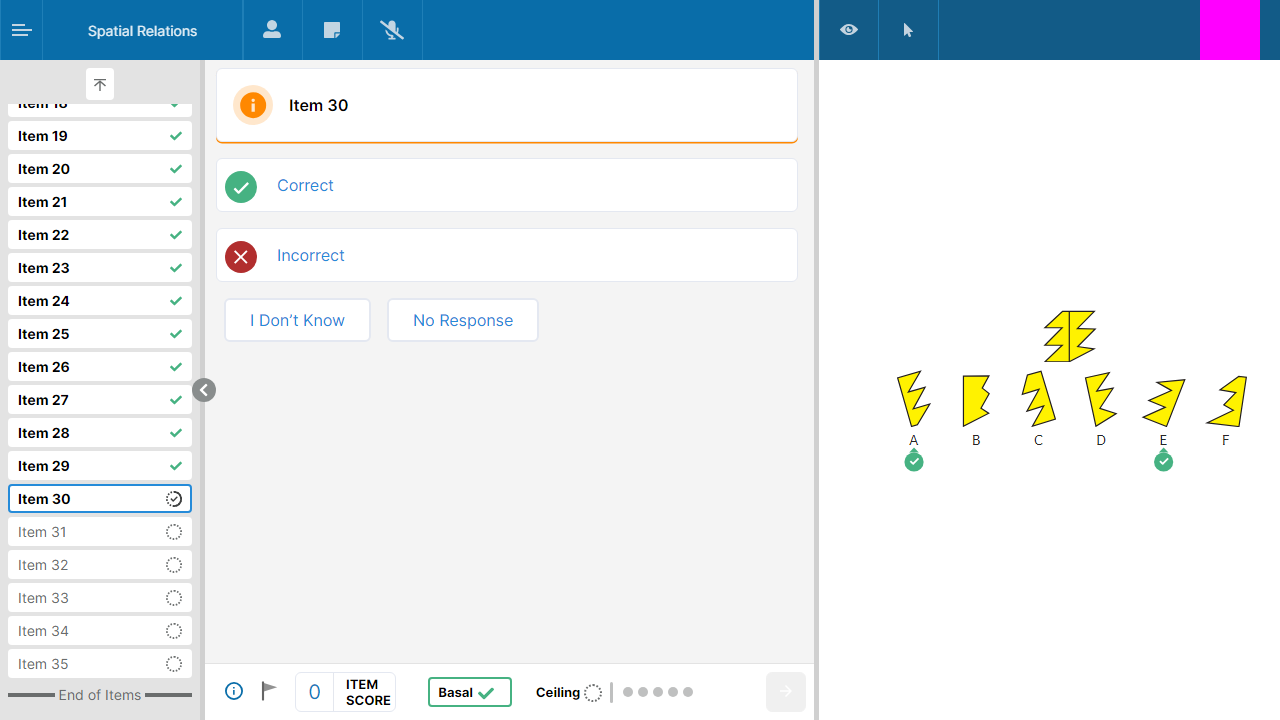 Spatial Relations
Item 18
Item 19
Item 20
Item 21
Item 22
Item 23
Item 24
Item 25
Item 26
Item 27
Item 28
Item 29
Item 30
Item 31
Item 32
Item 33
Item 34
Item 35
End of Items
Item 30
Correct
Incorrect
I Don’t Know
No Response
0
ITEM
SCORE
Basal
Ceiling
A B C D E F